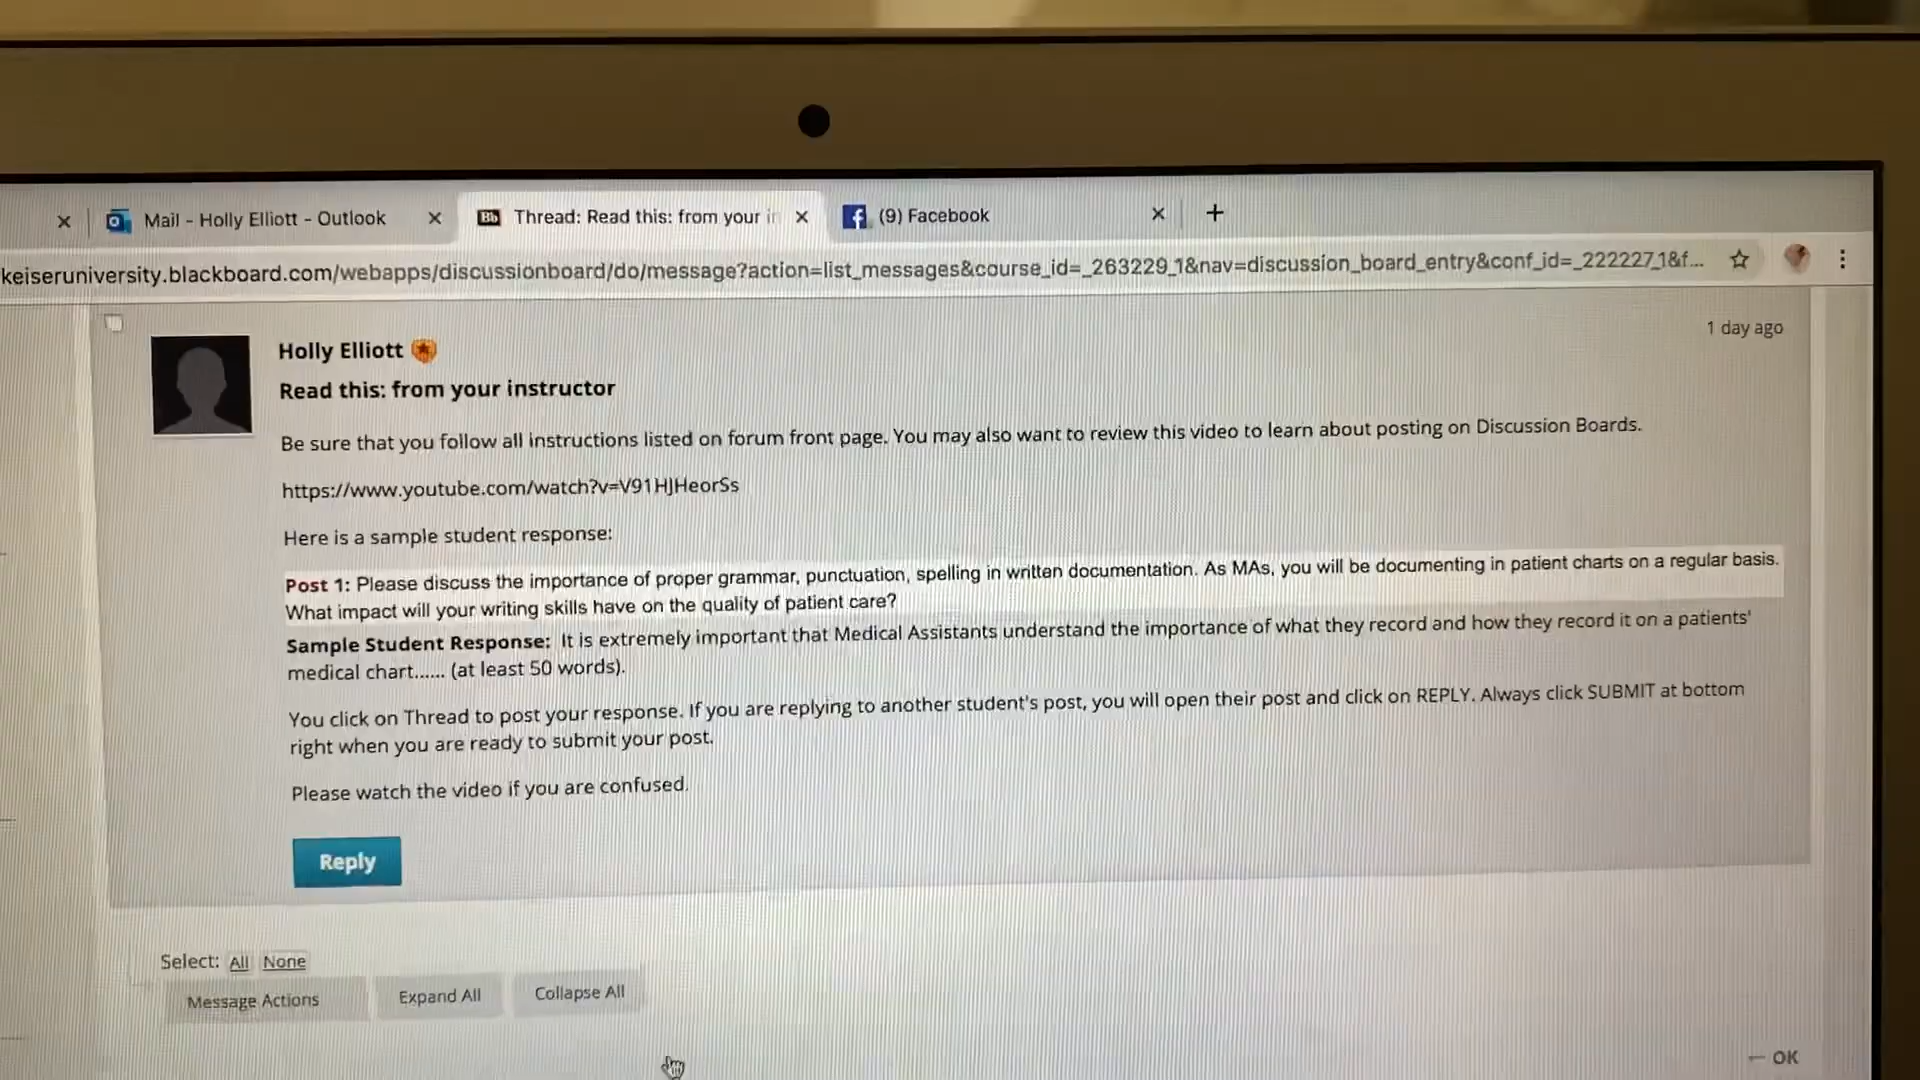 Mail - Holly Elliott - Outlook
Bb Thread: Read this: from your in
(9) Facebook
keiseruniversity.blackboard.com/webapps/discussionboard/do/message?action=list_messages&course_id=_263229_1&nav=discussion_board_entry&conf_id=_222227_1&f...
1 day ago
Holly Elliott
Read this: from your instructor
Be sure that you follow all instructions listed on forum front page. You may also want to review this video to learn about posting on Discussion Boards.
https://www.youtube.com/watch?v=V91HJHeorSs
Here is a sample student response:
Post 1: Please discuss the importance of proper grammar, punctuation, spelling in written documentation. As MAs, you will be documenting in patient charts on a regular basis.
What impact will your writing skills have on the quality of patient care?
Sample Student Response: It is extremely important that Medical Assistants understand the importance of what they record and how they record it on a patients'
medical chart...... (at least 50 words).
You click on Thread to post your response. If you are replying to another student's post, you will open their post and click on REPLY. Always click SUBMIT at bottom
right when you are ready to submit your post.
Please watch the video if you are confused.
Reply
Select: All None
Message Actions
Expand All
Collapse All
← OK